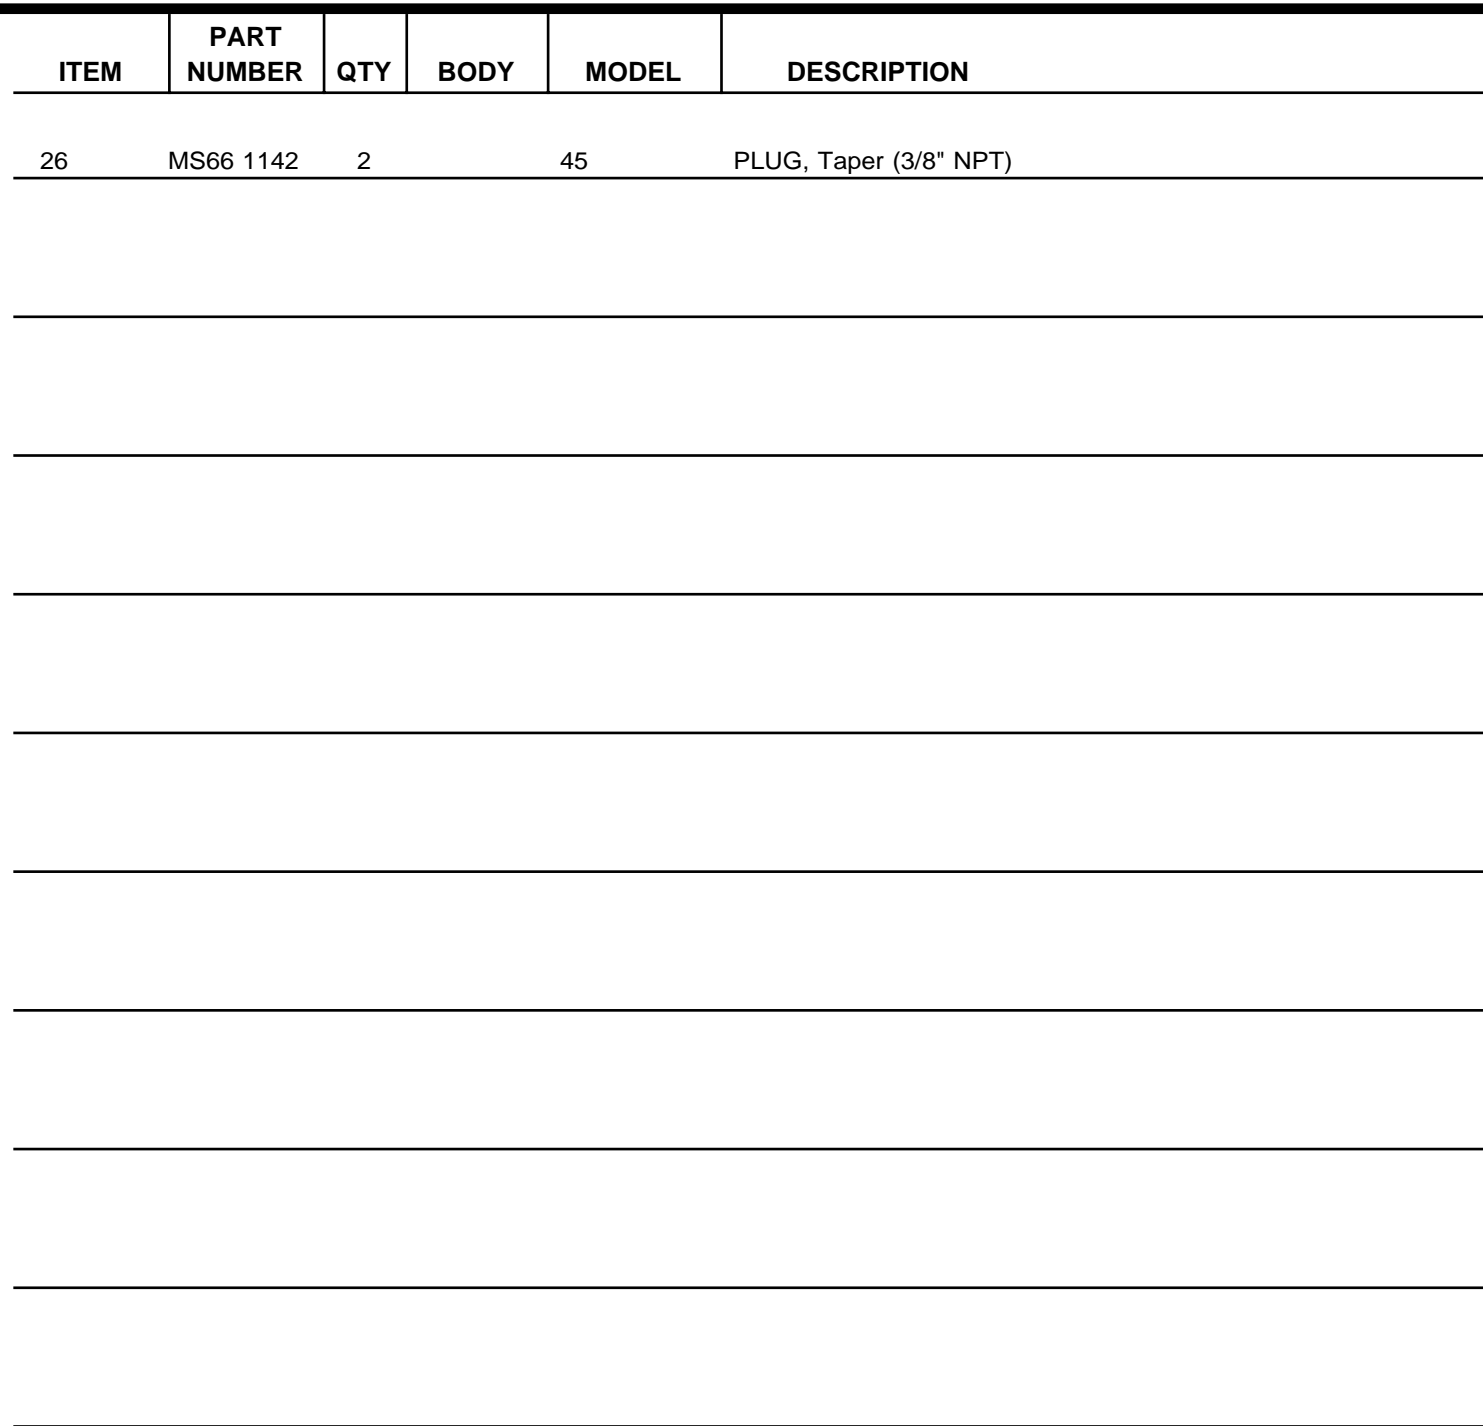 PART
ITEM NUMBER QTY BODY MODEL DESCRIPTION
26 MS66 1142 2 45 PLUG, Taper (3/8" NPT)